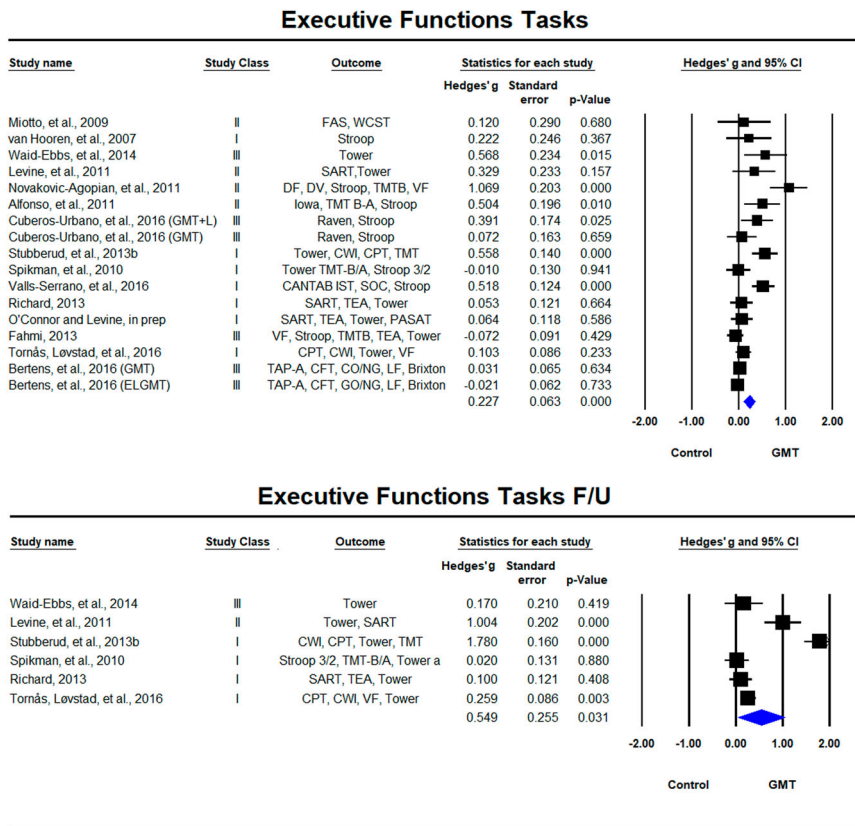 Executive Functions Tasks
Study name Study Class Outcome Statistics for each study Hedges' g and 95% CI
Hedges' g Standard error p-Value
Miotto, et al., 2009 II FAS, WCST 0.120 0.290 0.680
van Hooren, et al., 2007 I Stroop 0.222 0.246 0.367
Waid-Ebbs, et al., 2014 III Tower 0.568 0.234 0.015
Levine, et al., 2011 II SART,Tower 0.329 0.233 0.157
Novakovic-Agopian, et al., 2011 II DF, DV, Stroop, TMTB, VF 1.069 0.203 0.000
Alfonso, et al., 2011 II Iowa, TMT B-A, Stroop 0.504 0.196 0.010
Cuberos-Urbano, et al., 2016 (GMT+L) III Raven, Stroop 0.391 0.174 0.025
Cuberos-Urbano, et al., 2016 (GMT) III Raven, Stroop 0.072 0.163 0.659
Stubberud, et al., 2013b I Tower, CWI, CPT, TMT 0.558 0.140 0.000
Spikman, et al., 2010 I Tower TMT-B/A, Stroop 3/2 -0.010 0.130 0.941
Valls-Serrano, et al., 2016 I CANTAB IST, SOC, Stroop 0.518 0.124 0.000
Richard, 2013 I SART, TEA, Tower 0.053 0.121 0.664
O'Connor and Levine, in prep I SART, TEA, Tower, PASAT 0.064 0.118 0.586
Fahmi, 2013 III VF, Stroop, TMTB, TEA, Tower -0.072 0.091 0.429
Tornås, Løvstad, et al., 2016 I CPT, CWI, Tower, VF 0.103 0.086 0.233
Bertens, et al., 2016 (GMT) III TAP-A, CFT, CO/NG, LF, Brixton 0.031 0.065 0.634
Bertens, et al., 2016 (ELGMT) III TAP-A, CFT, GO/NG, LF, Brixton -0.021 0.062 0.733
0.227 0.063 0.000
-2.00 -1.00 0.00 1.00 2.00
Control GMT
Executive Functions Tasks F/U
Study name Study Class Outcome Statistics for each study Hedges' g and 95% CI
Hedges' g Standard error p-Value
Waid-Ebbs, et al., 2014 III Tower 0.170 0.210 0.419
Levine, et al., 2011 II Tower, SART 1.004 0.202 0.000
Stubberud, et al., 2013b I CWI, CPT, Tower, TMT 1.780 0.160 0.000
Spikman, et al., 2010 I Stroop 3/2, TMT-B/A, Tower a 0.020 0.131 0.880
Richard, 2013 I SART, TEA, Tower 0.100 0.121 0.408
Tornås, Løvstad, et al., 2016 I CPT, CWI, VF, Tower 0.259 0.086 0.003
0.549 0.255 0.031
-2.00 -1.00 0.00 1.00 2.00
Control GMT